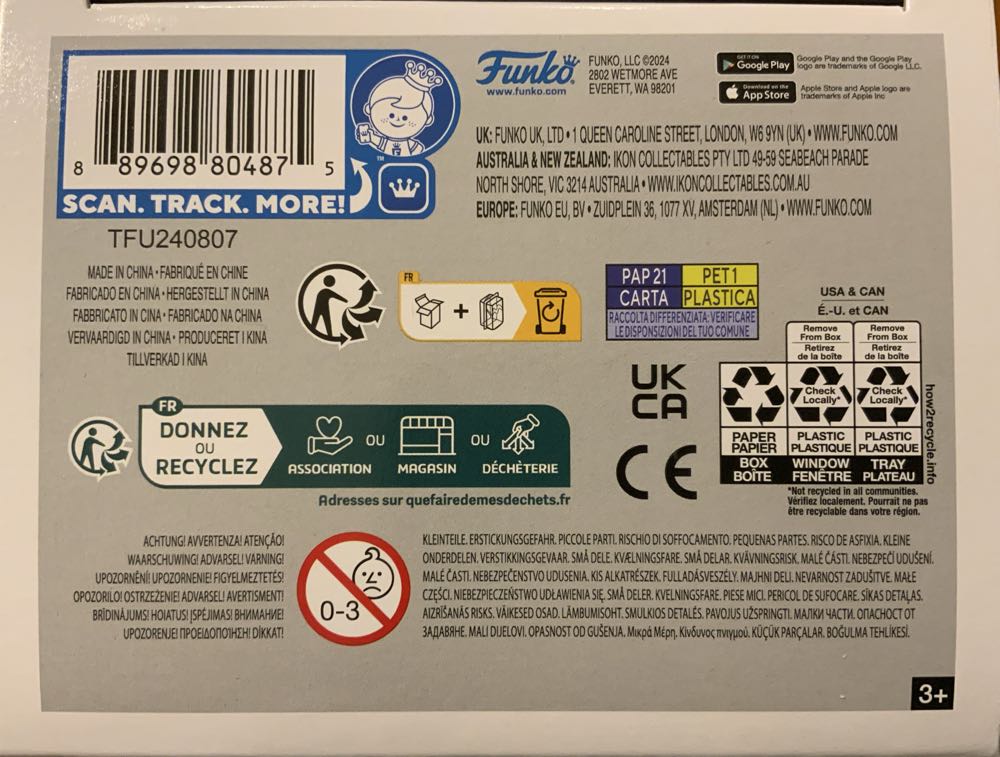 8 89698 80487 5
SCAN. TRACK. MORE!
™
Funko
www.funko.com
FUNKO, LLC ©2024
2802 WETMORE AVE
EVERETT, WA 98201
GET IT ON
Google Play
Google Play and the Google Play
logo are trademarks of Google LLC.
Download on the
App Store
Apple Store and Apple logo are
trademarks of Apple Inc
UK: FUNKO UK, LTD • 1 QUEEN CAROLINE STREET, LONDON, W6 9YN (UK) • WWW.FUNKO.COM
AUSTRALIA & NEW ZEALAND: IKON COLLECTABLES PTY LTD 49-59 SEABEACH PARADE
NORTH SHORE, VIC 3214 AUSTRALIA • WWW.IKONCOLLECTABLES.COM.AU
EUROPE: FUNKO EU, BV • ZUIDPLEIN 36, 1077 XV, AMSTERDAM (NL) • WWW.FUNKO.COM
TFU240807
MADE IN CHINA • FABRIQUÉ EN CHINE
FABRICADO EN CHINA • HERGESTELLT IN CHINA
FABBRICATO IN CINA • FABRICADO NA CHINA
VERVAARDIGD IN CHINA • PRODUCERET I KINA
TILLVERKAD I KINA
FR
+
PAP 21
PET1
CARTA
PLASTICA
RACCOLTA DIFFERENZIATA: VERIFICARE
LE DISPOSIZIONI DEL TUO COMUNE
USA & CAN
É.-U. et CAN
Remove
From Box
Retirez
de la boîte
Remove
From Box
Retirez
de la boîte
Check
Locally*
Check
Locally*
PAPER
PAPIER
PLASTIC
PLASTIQUE
PLASTIC
PLASTIQUE
BOX
BOÎTE
WINDOW
FENÊTRE
TRAY
PLATEAU
how2recycle.info
*Not recycled in all communities.
Vérifiez localement. Pourrait ne pas
être recyclable dans votre région.
UK
CA
CE
FR
DONNEZ
OU
RECYCLEZ
ASSOCIATION
OU
MAGASIN
OU
DÉCHÈTERIE
Adresses sur quefairedemesdechets.fr
ACHTUNG! AVVERTENZA! ATENÇÃO!
WAARSCHUWING! ADVARSEL! VARNING!
UPOZORNĚNÍ! UPOZORNENIE! FIGYELMEZTETÉS!
OPOZORILO! OSTRZEŻENIE! ADVARSEL! AVERTISMENT!
BRĪDINĀJUMS! HOIATUS! ĮSPĖJIMAS! ВНИМАНИЕ!
UPOZORENJE! ΠΡΟΕΙΔΟΠΟΙΗΣΗ! DİKKAT!
0-3
KLEINTEILE. ERSTICKUNGSGEFAHR. PICCOLE PARTI. RISCHIO DI SOFFOCAMENTO. PEQUENAS PARTES. RISCO DE ASFIXIA. KLEINE
ONDERDELEN. VERSTIKKINGSGEVAAR. SMÅ DELE. KVÆLNINGSFARE. SMÅ DELAR. KVÄVNINGSRISK. MALÉ ČÁSTI. NEBEZPEČÍ UDUŠENÍ.
MALÉ ČASTI. NEBEZPEČENSTVO UDUSENIA. KIS ALKATRÉSZEK. FULLADÁSVESZÉLY. MAJHNI DELI. NEVARNOST ZADUŠITVE. MAŁE
CZĘŚCI. NIEBEZPIECZEŃSTWO UDŁAWIENIA SIĘ. SMÅ DELER. KVELNINGSFARE. PIESE MICI. PERICOL DE SUFOCARE. SĪKAS DETAĻAS.
AIZRĪŠANĀS RISKS. VÄIKESED OSAD. LÄMBUMISOHT. SMULKIOS DETALĖS. PAVOJUS UŽSPRINGTI. МАЛКИ ЧАСТИ. ОПАСНОСТ ОТ
ЗАДАВЯНЕ. MALI DIJELOVI. OPASNOST OD GUŠENJA. Μικρά Μέρη. Κίνδυνος πνιγμού. KÜÇÜK PARÇALAR. BOĞULMA TEHLİKESİ.
3+